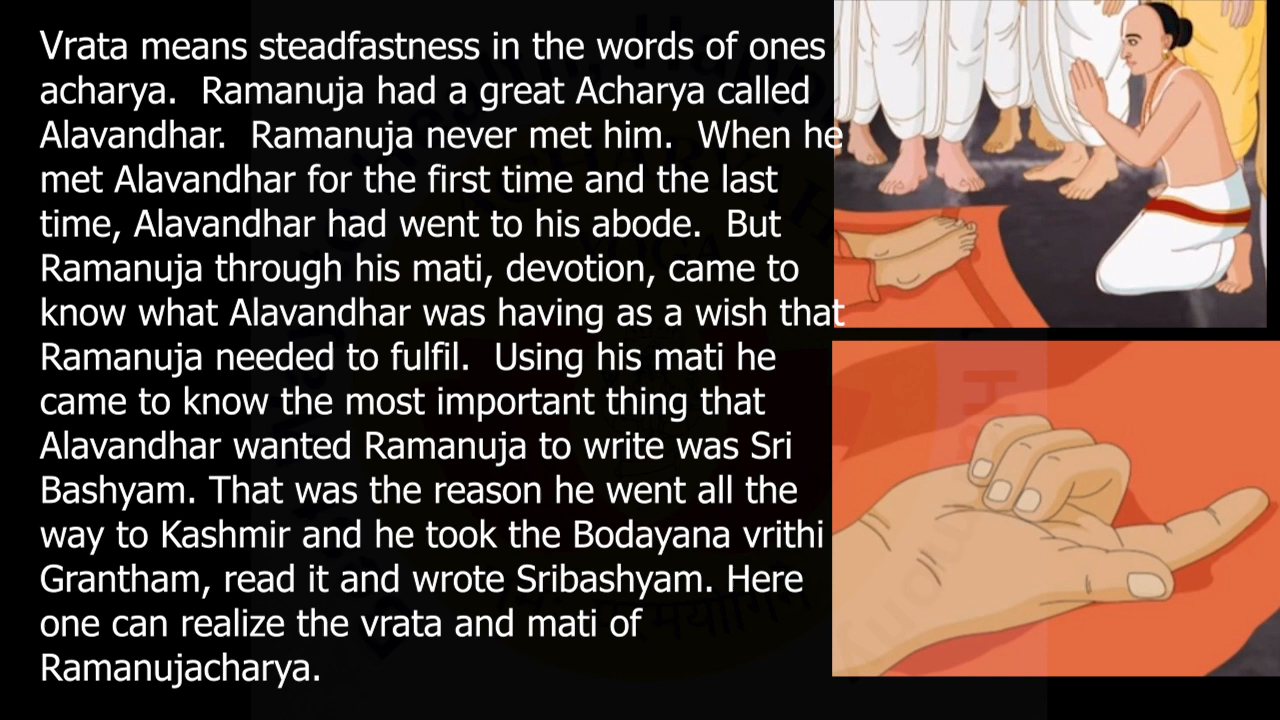 Vrata means steadfastness in the words of ones
acharya.  Ramanuja had a great Acharya called
Alavandhar.  Ramanuja never met him.  When he
met Alavandhar for the first time and the last
time, Alavandhar had went to his abode.  But
Ramanuja through his mati, devotion, came to
know what Alavandhar was having as a wish that
Ramanuja needed to fulfil.  Using his mati he
came to know the most important thing that
Alavandhar wanted Ramanuja to write was Sri
Bashyam. That was the reason he went all the
way to Kashmir and he took the Bodayana vrithi
Grantham, read it and wrote Sribashyam. Here
one can realize the vrata and mati of
Ramanujacharya.